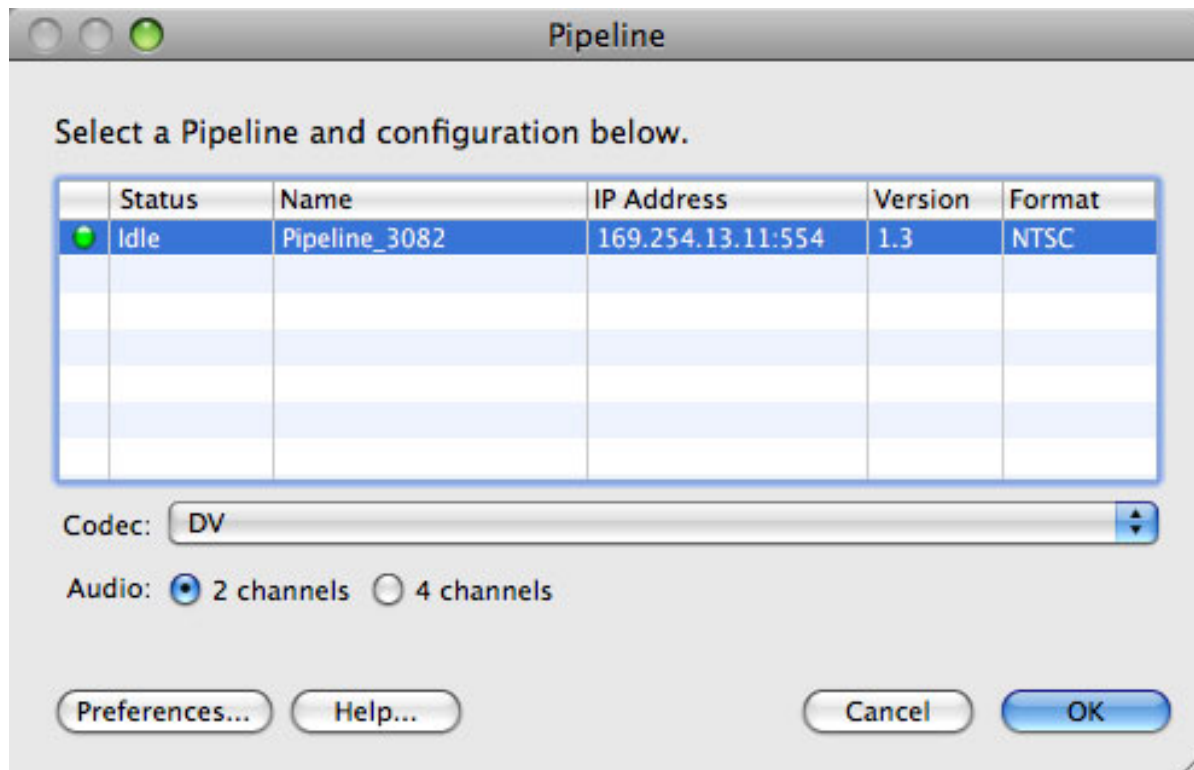 Pipeline
Select a Pipeline and configuration below.
Status Name IP Address Version Format
Idle Pipeline_3082 169.254.13.11:554 1.3 NTSC
Codec: DV
Audio: 2 channels 4 channels
Preferences... Help... Cancel OK